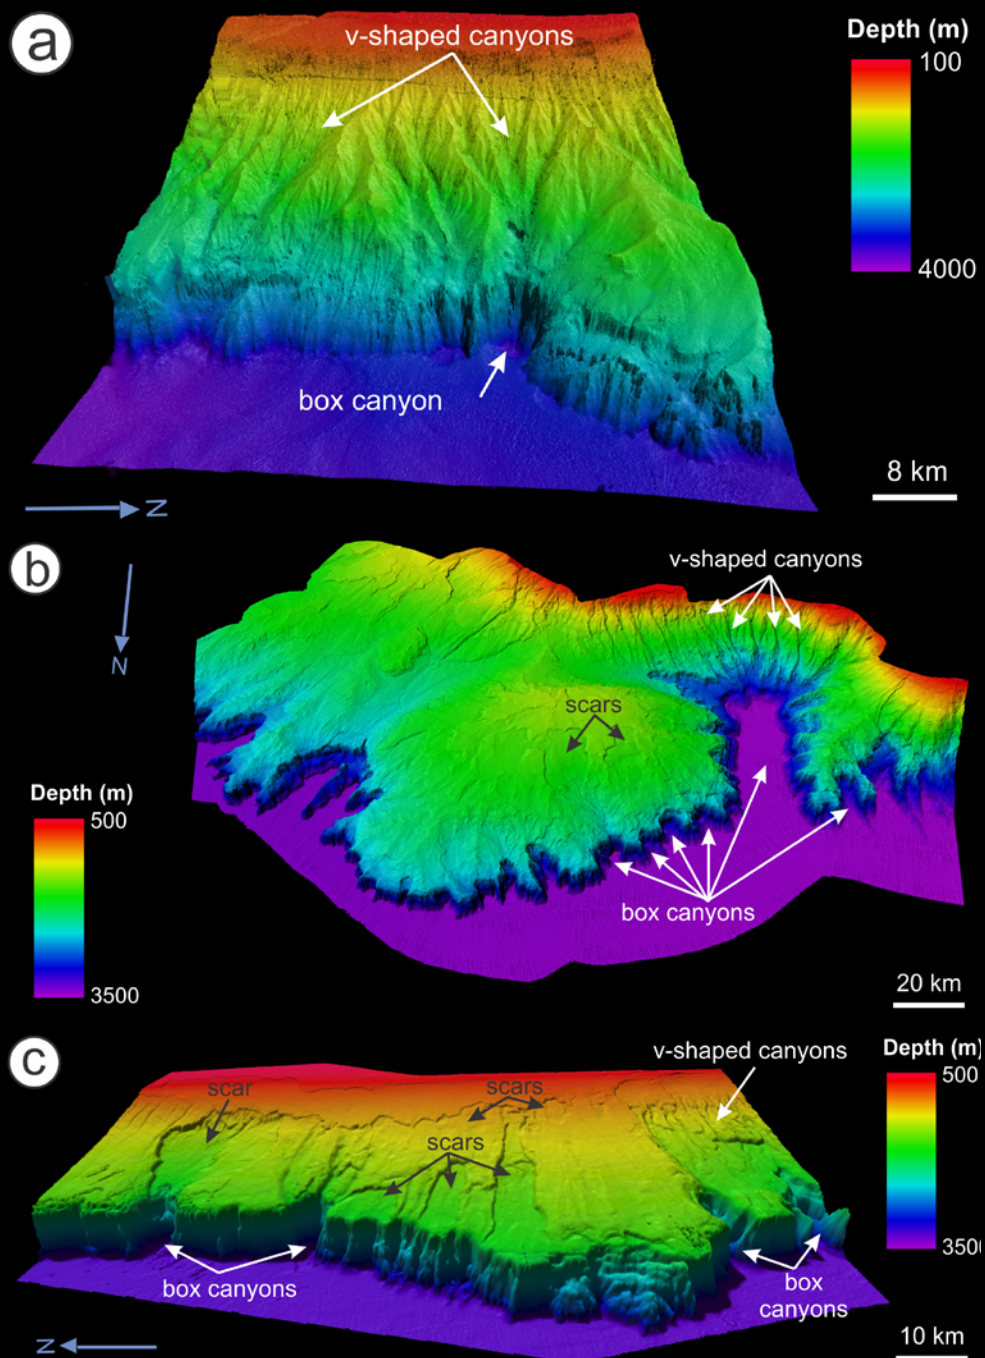 a
v-shaped canyons
Depth (m)
100
4000
box canyon
8 km
N
b
v-shaped canyons
N
scars
Depth (m)
500
3500
box canyons
20 km
c
v-shaped canyons
Depth (m)
500
3500
scar
scars
scars
box canyons
box
canyons
N
10 km